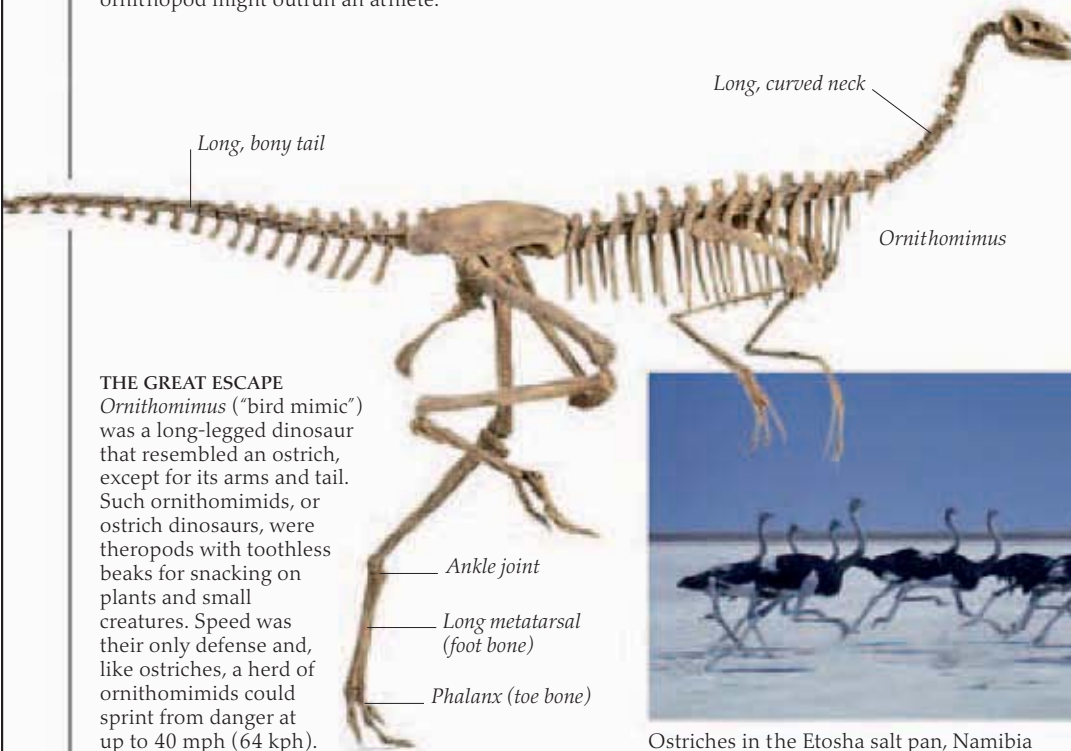 ornithopod might outrun an athlete.
Long, curved neck
Long, bony tail
Ornithomimus
THE GREAT ESCAPE
Ornithomimus (“bird mimic”)
was a long-legged dinosaur
that resembled an ostrich,
except for its arms and tail.
Such ornithomimids, or
ostrich dinosaurs, were
theropods with toothless
beaks for snacking on
plants and small
creatures. Speed was
their only defense and,
like ostriches, a herd of
ornithomimids could
sprint from danger at
up to 40 mph (64 kph).
Ankle joint
Long metatarsal
(foot bone)
Phalanx (toe bone)
Ostriches in the Etosha salt pan, Namibia